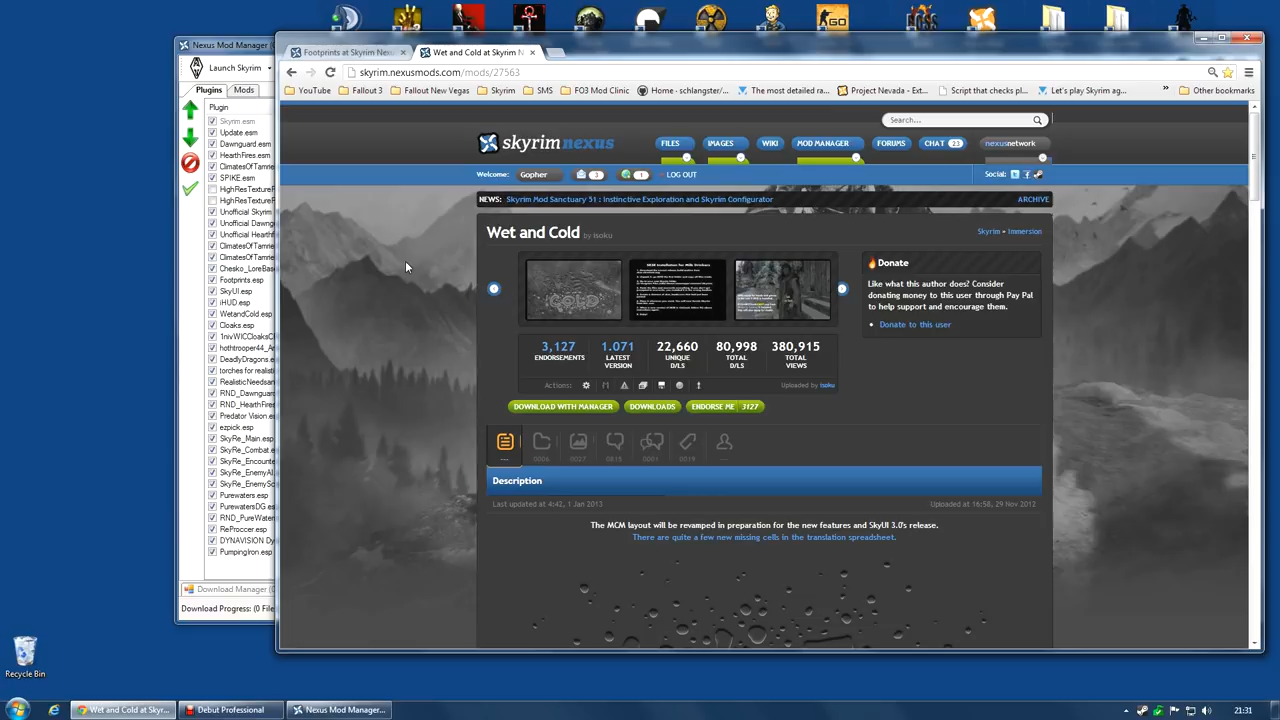 Nexus Mod Manager (
Launch Skyrim
Plugins Mods
Plugin
Skyrim.esm
Update.esm
Dawnguard.esm
HearthFires.esm
ClimatesOfTamrie
SPIKE.esm
HighResTextureP
HighResTextureP
Unofficial Skyrim
Unofficial Dawngu
Unofficial Hearthf
ClimatesOfTamrie
ClimatesOfTamrie
Chesko_LoreBase
Footprints.esp
SkyUI.esp
iHUD.esp
WetandCold.esp
Cloaks.esp
1nivWICCloaksC
hothtrooper44_A
DeadlyDragons.e
torches for realisti
RealisticNeedsan
RND_Dawnguard
RND_HearthFires
Predator Vision.e
ezpick.esp
SkyRe_Main.esp
SkyRe_Combat.e
SkyRe_Encounte
SkyRe_EnemyAI.
SkyRe_EnemySc
Purewaters.esp
PurewatersDG.es
RND_PureWater
ReProccer.esp
DYNAVISION Dy
PumpingIron.esp
Download Manager (
Download Progress: (0 File
Footprints at Skyrim Nexu
Wet and Cold at Skyrim N
skyrim.nexusmods.com/mods/27563
YouTube Fallout 3 Fallout New Vegas Skyrim SMS FO3 Mod Clinic Home - schlangster/... The most detailed ra... Project Nevada - Ext... Script that checks pl... Let's play Skyrim ag... » Other bookmarks
Search...
skyrimnexus FILES IMAGES WIKI MOD MANAGER FORUMS CHAT 23 nexusnetwork
Welcome: Gopher LOG OUT Social:
NEWS: Skyrim Mod Sanctuary 51 : Instinctive Exploration and Skyrim Configurator ARCHIVE
Wet and Cold by isoku
Skyrim • Immersion
Donate
Like what this author does? Consider
donating money to this user through Pay Pal
to help support and encourage them.
• Donate to this user
3,127 1.071 22,660 80,998 380,915
ENDORSEMENTS LATEST VERSION UNIQUE D/LS TOTAL D/LS TOTAL VIEWS
Actions: Uploaded by isoku
DOWNLOAD WITH MANAGER DOWNLOADS ENDORSE ME 3127
Description
Last updated at 4:42, 1 Jan 2013 Uploaded at 16:58, 29 Nov 2012
The MCM layout will be revamped in preparation for the new features and SkyUI 3.0's release.
There are quite a few new missing cells in the translation spreadsheet.
Recycle Bin
Wet and Cold at Skyr... Debut Professional Nexus Mod Manager... 21:31